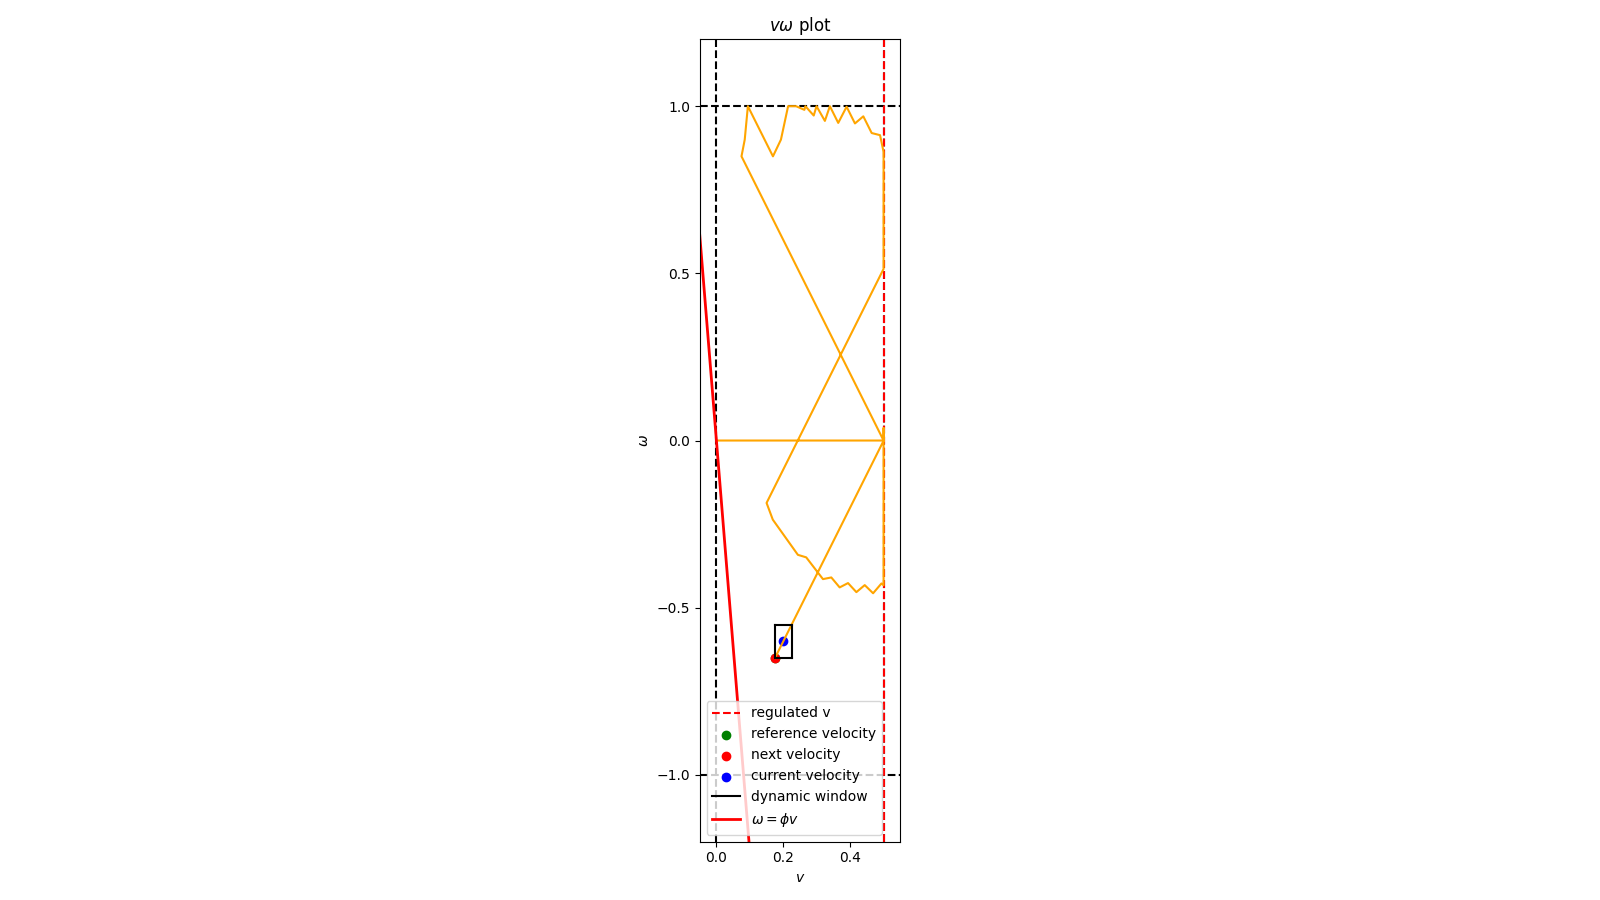 vω plot
1.0
0.5
0.0
−0.5
−1.0
ω
regulated v
reference velocity
next velocity
current velocity
dynamic window
ω = ϕv
0.0 0.2 0.4
v